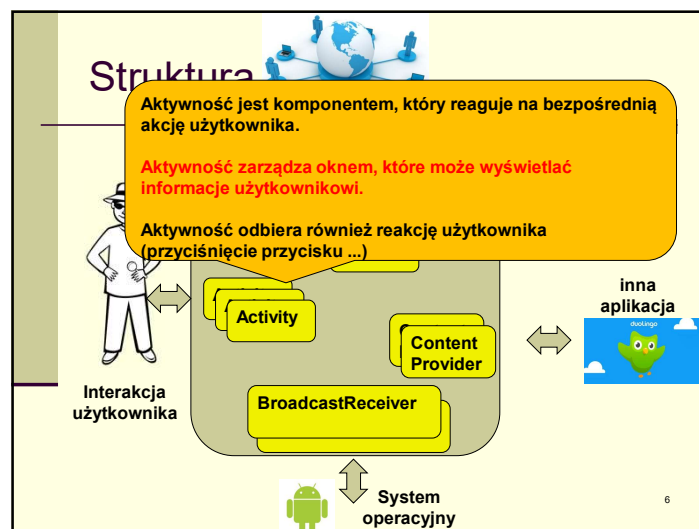 Struktura
Aktywność jest komponentem, który reaguje na bezpośrednią
akcję użytkownika.
Aktywność zarządza oknem, które może wyświetlać
informacje użytkownikowi.
Aktywność odbiera również reakcję użytkownika
(przyciśnięcie przycisku ...)
Activity
Content
Provider
BroadcastReceiver
Interakcja
użytkownika
inna
aplikacja
duolingo
System
operacyjny
6